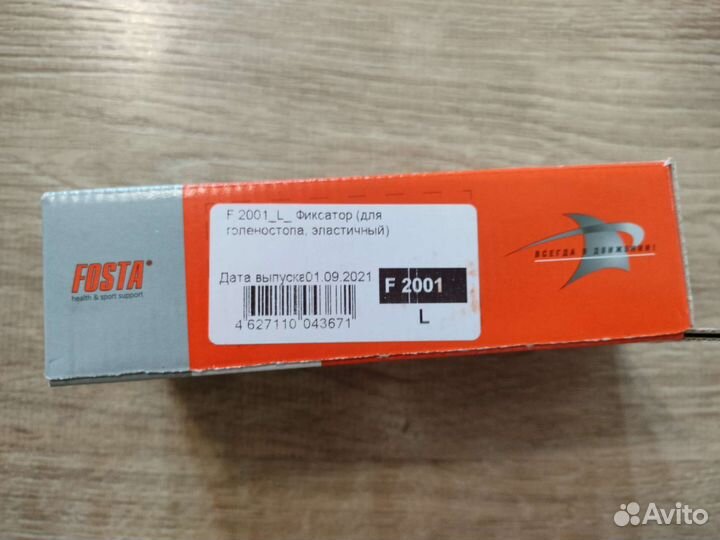 FOSTA®
health & sport support
F 2001_L_ Фиксатор (для
голеностопа, эластичный)
Дата выпуска01.09.2021
4 627110 043671
F 2001
L
ВСЕГДА В ДВИЖЕНИИ!
Avito